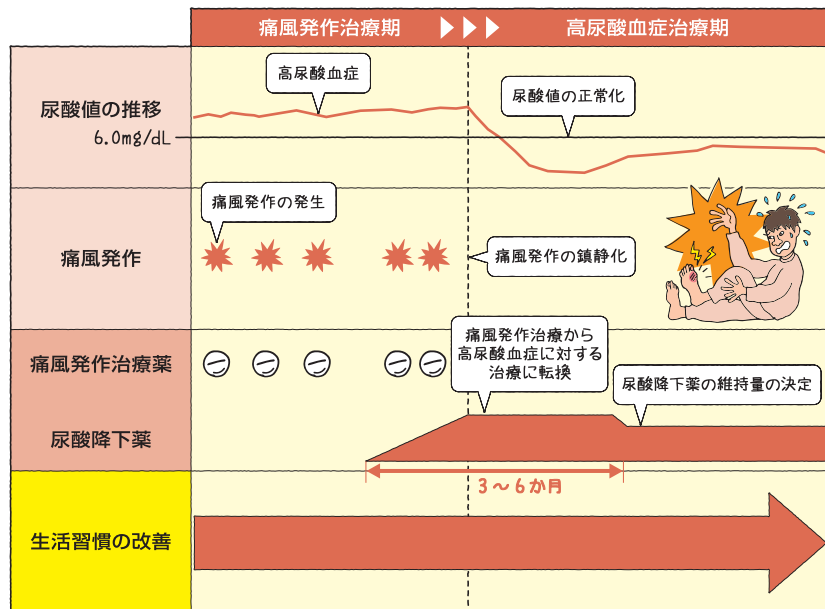 痛風発作治療期
高尿酸血症治療期
高尿酸血症
尿酸値の推移
尿酸値の正常化
6.0mg/dL
痛風発作の発生
痛風発作
痛風発作の鎮静化
痛風発作治療薬
痛風発作治療から
高尿酸血症に対する
治療に転換
尿酸降下薬の維持量の決定
尿酸降下薬
3～6か月
生活習慣の改善